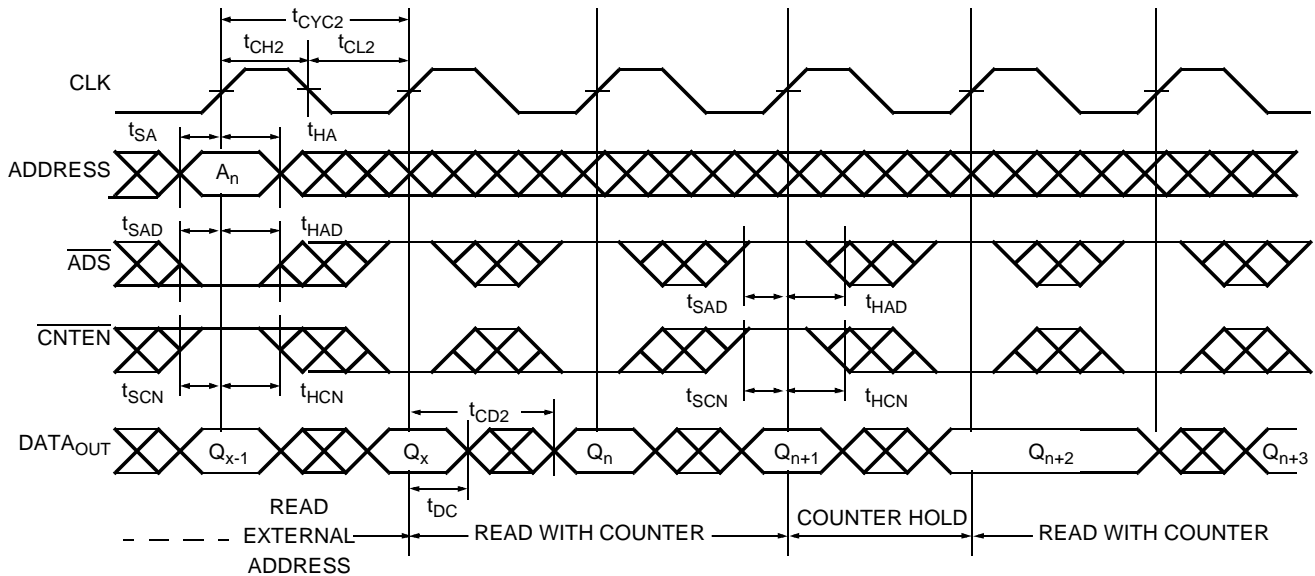 tCYC2
tCH2 tCL2
CLK
tSA tHA
ADDRESS An
tSAD tHAD
ADS
tSAD tHAD
CNTEN
tSCN tHCN tSCN tHCN
tCD2
DATAOUT Qx-1 Qx Qn Qn+1 Qn+2 Qn+3
tDC
READ EXTERNAL ADDRESS
READ WITH COUNTER
COUNTER HOLD
READ WITH COUNTER